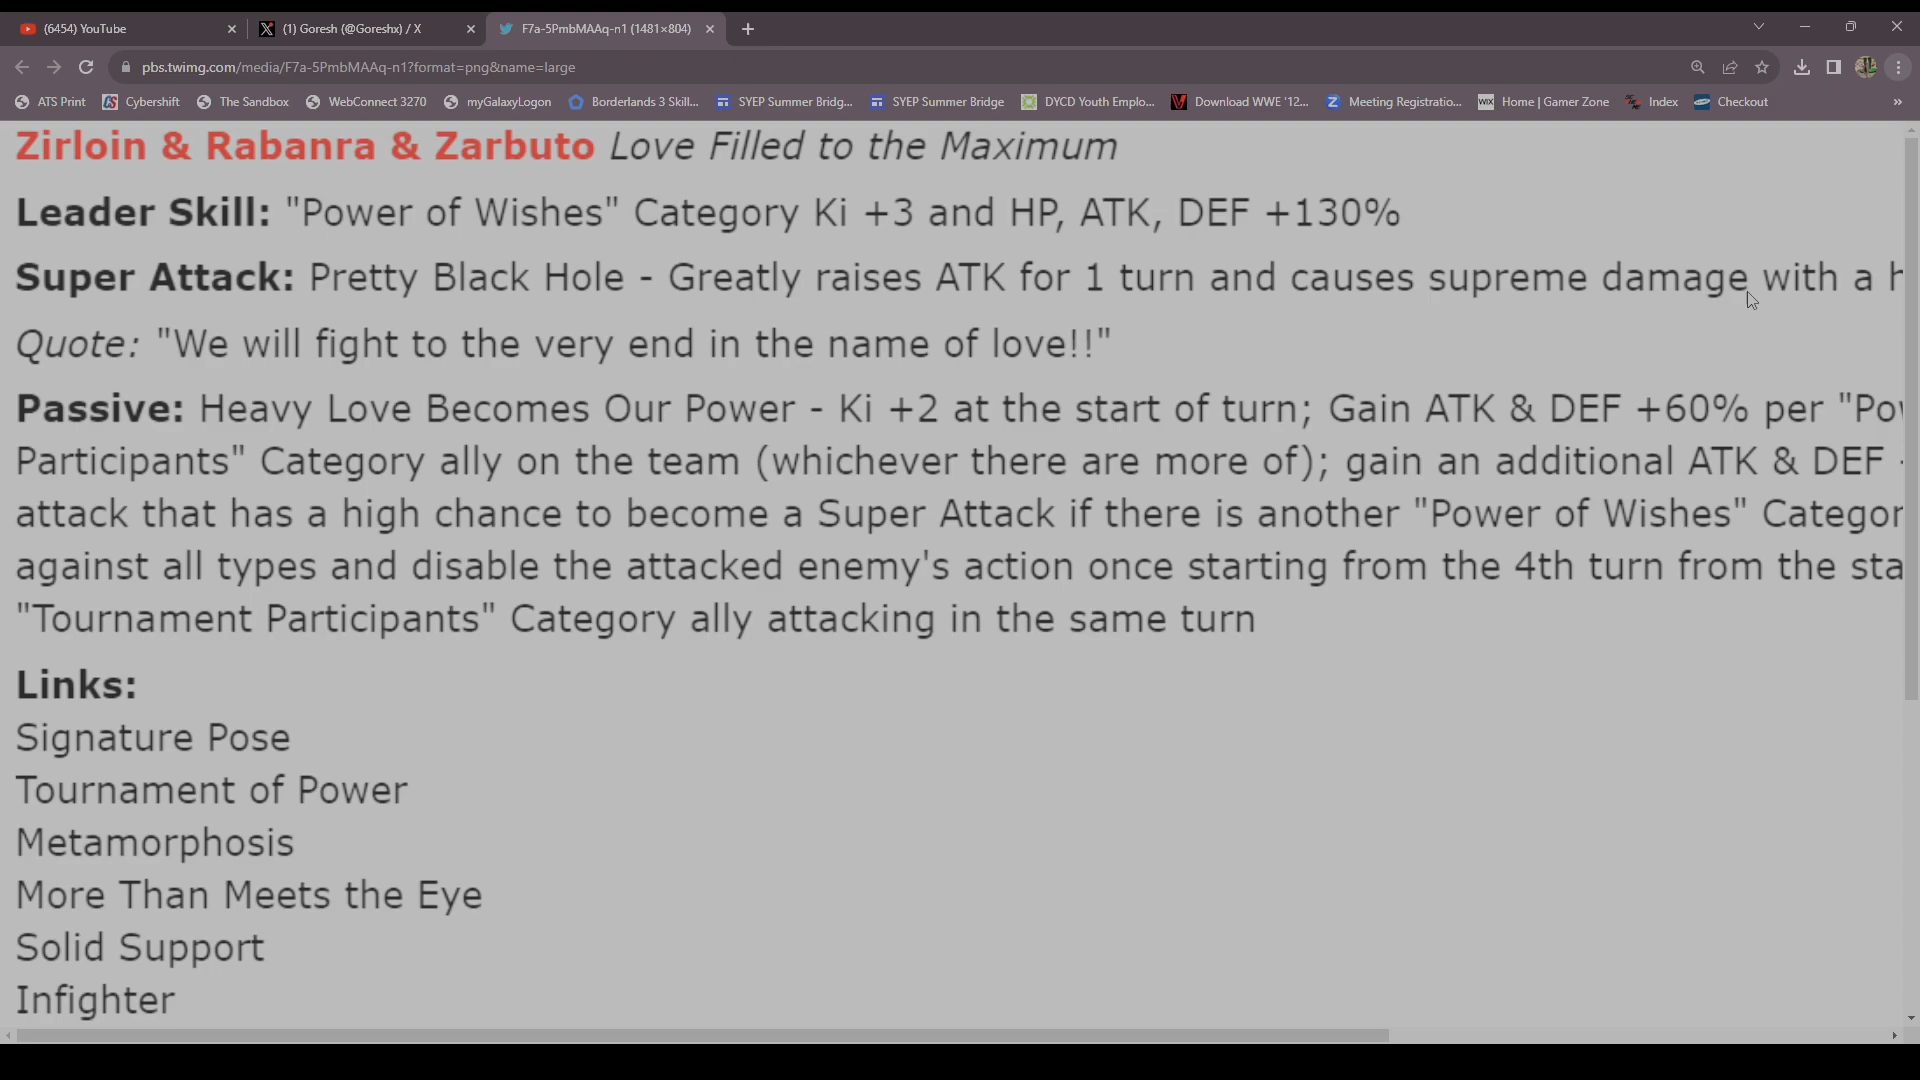 (6454) YouTube
(1) Goresh (@Goreshx) / X
F7a-5PmbMAAq-n1 (1481×804)
pbs.twimg.com/media/F7a-5PmbMAAq-n1?format=png&name=large
ATS Print
Cybershift
The Sandbox
WebConnect 3270
myGalaxyLogon
Borderlands 3 Skill...
SYEP Summer Bridg...
SYEP Summer Bridge
DYCD Youth Emplo...
Download WWE '12...
Meeting Registratio...
WIX
Home | Gamer Zone
Index
Checkout
Zirloin & Rabanra & Zarbuto Love Filled to the Maximum
Leader Skill: "Power of Wishes" Category Ki +3 and HP, ATK, DEF +130%
Super Attack: Pretty Black Hole - Greatly raises ATK for 1 turn and causes supreme damage with a h
Quote: "We will fight to the very end in the name of love!!"
Passive: Heavy Love Becomes Our Power - Ki +2 at the start of turn; Gain ATK & DEF +60% per "Pow
Participants" Category ally on the team (whichever there are more of); gain an additional ATK & DEF
attack that has a high chance to become a Super Attack if there is another "Power of Wishes" Categor
against all types and disable the attacked enemy's action once starting from the 4th turn from the sta
"Tournament Participants" Category ally attacking in the same turn
Links:
Signature Pose
Tournament of Power
Metamorphosis
More Than Meets the Eye
Solid Support
Infighter